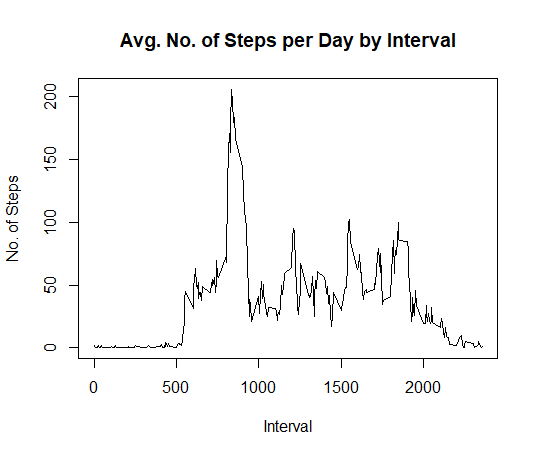 Avg. No. of Steps per Day by Interval
No. of Steps
200
150
100
50
0
0 500 1000 1500 2000
Interval